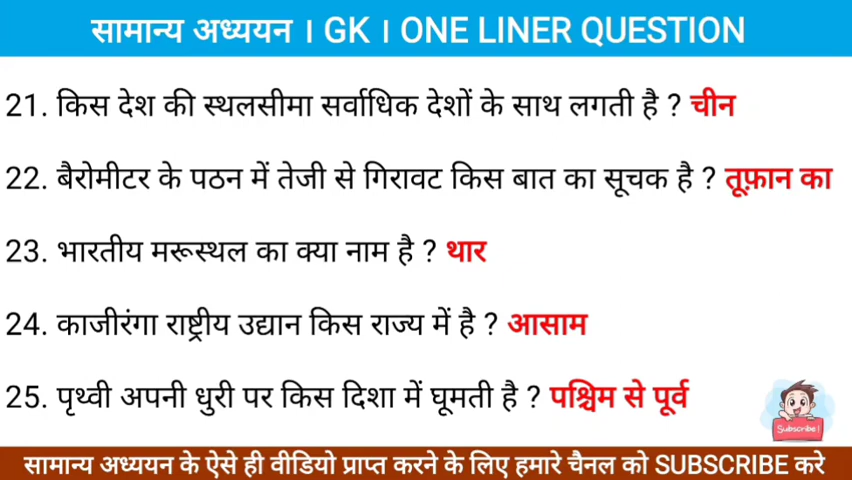 सामान्य अध्ययन । GK । ONE LINER QUESTION
21. किस देश की स्थलसीमा सर्वाधिक देशों के साथ लगती है ? चीन
22. बैरोमीटर के पठन में तेजी से गिरावट किस बात का सूचक है ? तूफ़ान का
23. भारतीय मरूस्थल का क्या नाम है ? थार
24. काजीरंगा राष्ट्रीय उद्यान किस राज्य में है ? आसाम
25. पृथ्वी अपनी धुरी पर किस दिशा में घूमती है ? पश्चिम से पूर्व
Subscribe!
सामान्य अध्ययन के ऐसे ही वीडियो प्राप्त करने के लिए हमारे चैनल को SUBSCRIBE करे